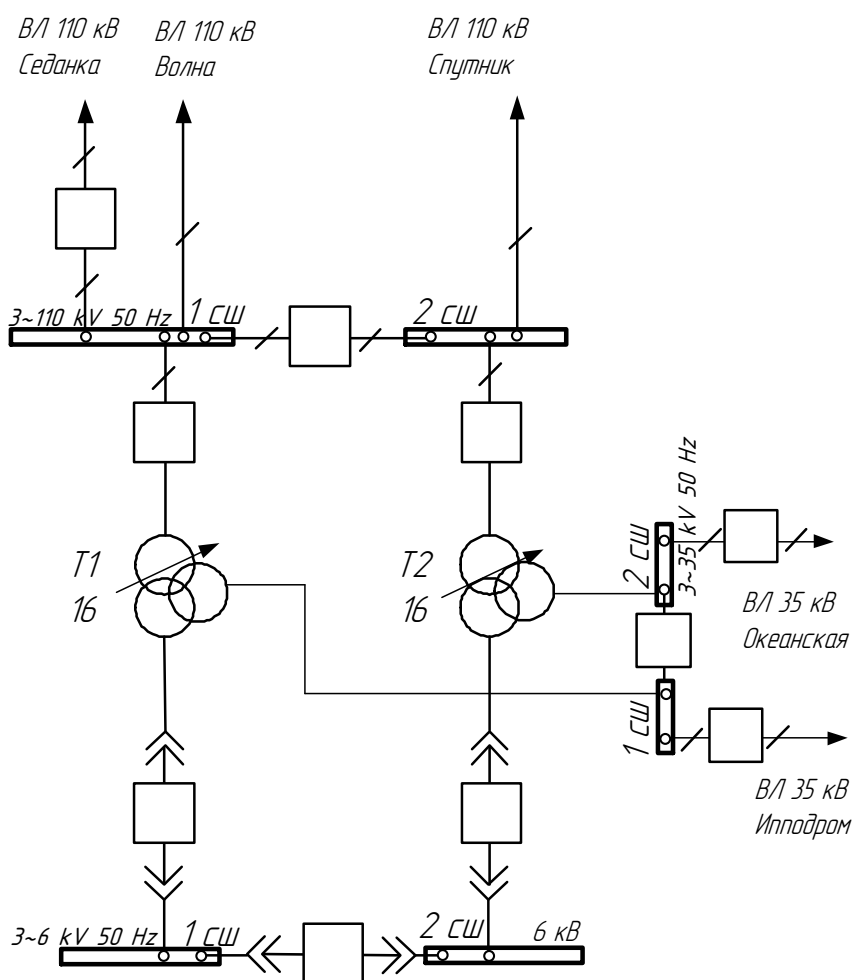 ВЛ 110 кВ
Седанка
ВЛ 110 кВ
Волна
ВЛ 110 кВ
Спутник
3~110 kV 50 Hz
1 СШ
2 СШ
Т1
16
Т2
16
2 СШ
3~35 kV 50 Hz
ВЛ 35 кВ
Океанская
1 СШ
ВЛ 35 кВ
Ипподром
3~6 kV 50 Hz
1 СШ
2 СШ
6 кВ